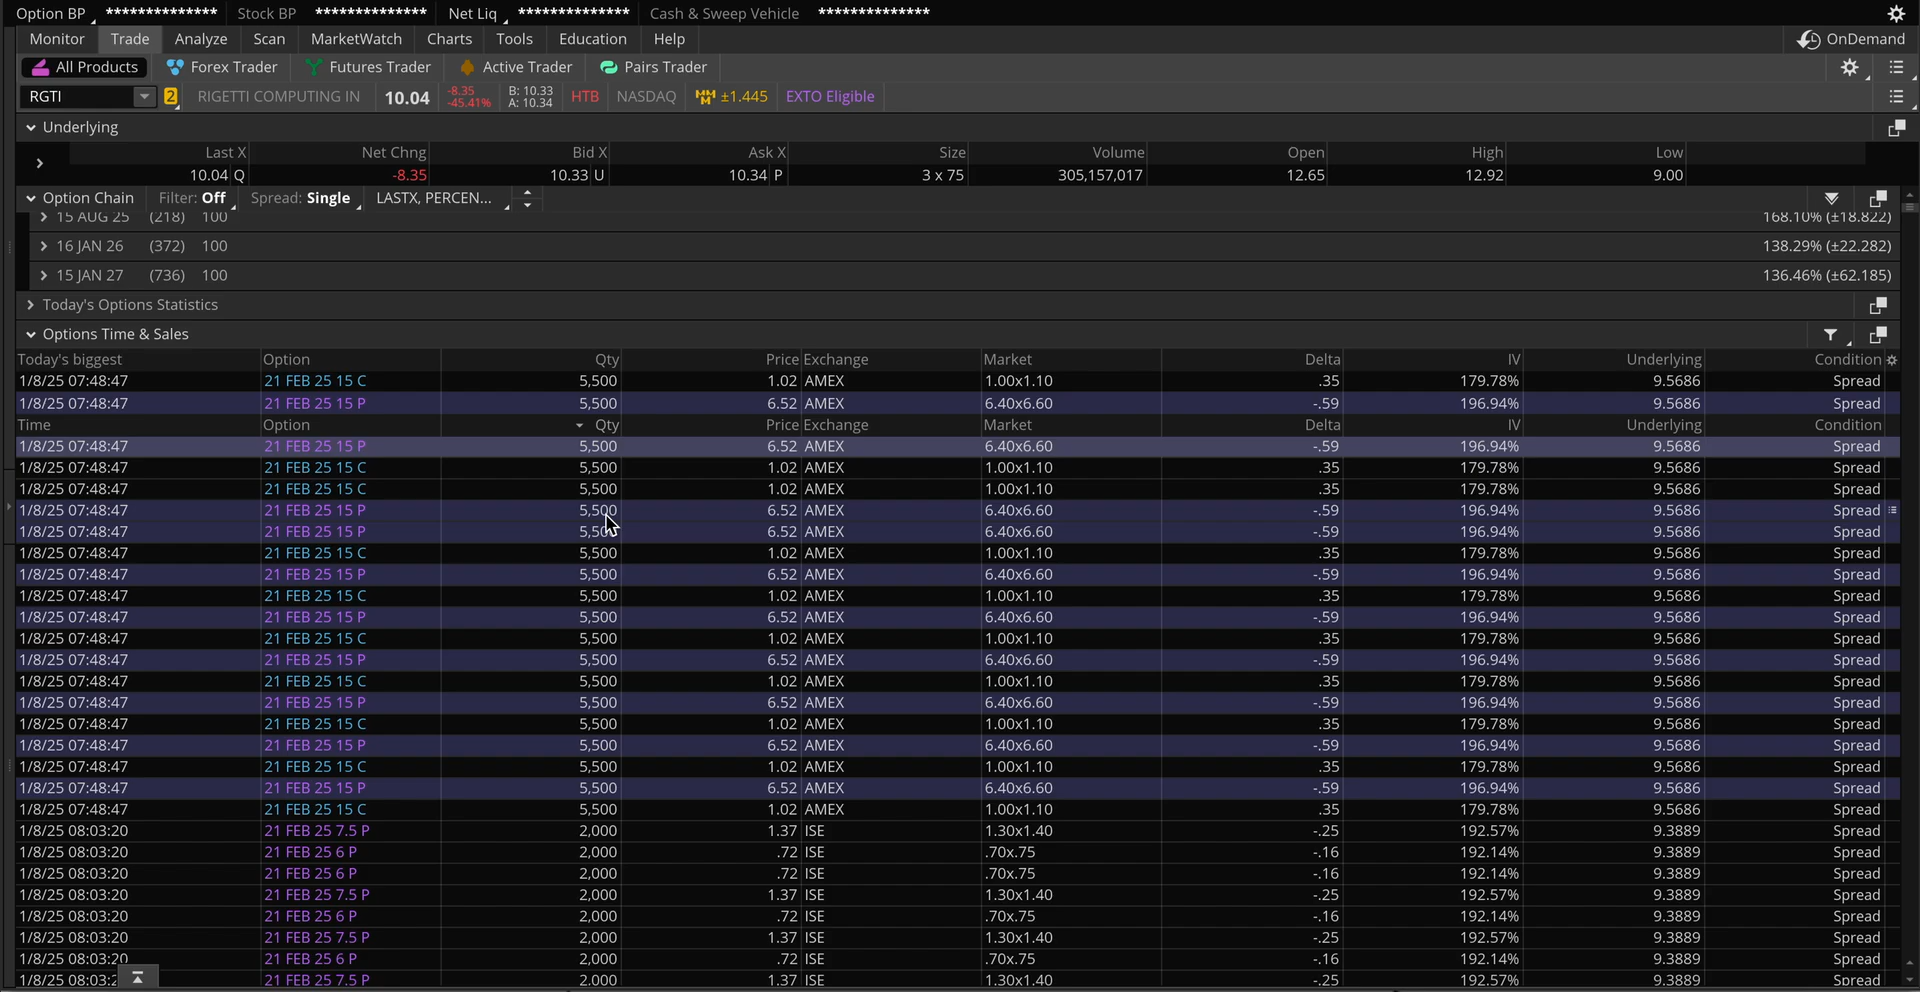 Option BP ************** Stock BP ************** Net Liq ************** Cash & Sweep Vehicle **************
Monitor Trade Analyze Scan MarketWatch Charts Tools Education Help OnDemand
All Products Forex Trader Futures Trader Active Trader Pairs Trader
RGTI 2 RIGETTI COMPUTING IN 10.04 -8.35 -45.41% B: 10.33 A: 10.34 HTB NASDAQ ±1.445 EXTO Eligible
Underlying
Last X Net Chng Bid X Ask X Size Volume Open High Low
10.04 Q -8.35 10.33 U 10.34 P 3 x 75 305,157,017 12.65 12.92 9.00
Option Chain Filter: Off Spread: Single LASTX, PERCEN...
15 AUG 25 (218) 100 168.10% (±18.822)
16 JAN 26 (372) 100 138.29% (±22.282)
15 JAN 27 (736) 100 136.46% (±62.185)
Today's Options Statistics
Options Time & Sales
Today's biggest Option Qty Price Exchange Market Delta IV Underlying Condition
1/8/25 07:48:47 21 FEB 25 15 C 5,500 1.02 AMEX 1.00x1.10 .35 179.78% 9.5686 Spread
1/8/25 07:48:47 21 FEB 25 15 P 5,500 6.52 AMEX 6.40x6.60 -.59 196.94% 9.5686 Spread
Time Option Qty Price Exchange Market Delta IV Underlying Condition
1/8/25 07:48:47 21 FEB 25 15 P 5,500 6.52 AMEX 6.40x6.60 -.59 196.94% 9.5686 Spread
1/8/25 07:48:47 21 FEB 25 15 C 5,500 1.02 AMEX 1.00x1.10 .35 179.78% 9.5686 Spread
1/8/25 07:48:47 21 FEB 25 15 C 5,500 1.02 AMEX 1.00x1.10 .35 179.78% 9.5686 Spread
1/8/25 07:48:47 21 FEB 25 15 P 5,500 6.52 AMEX 6.40x6.60 -.59 196.94% 9.5686 Spread
1/8/25 07:48:47 21 FEB 25 15 P 5,500 6.52 AMEX 6.40x6.60 -.59 196.94% 9.5686 Spread
1/8/25 07:48:47 21 FEB 25 15 C 5,500 1.02 AMEX 1.00x1.10 .35 179.78% 9.5686 Spread
1/8/25 07:48:47 21 FEB 25 15 P 5,500 6.52 AMEX 6.40x6.60 -.59 196.94% 9.5686 Spread
1/8/25 07:48:47 21 FEB 25 15 C 5,500 1.02 AMEX 1.00x1.10 .35 179.78% 9.5686 Spread
1/8/25 07:48:47 21 FEB 25 15 P 5,500 6.52 AMEX 6.40x6.60 -.59 196.94% 9.5686 Spread
1/8/25 07:48:47 21 FEB 25 15 C 5,500 1.02 AMEX 1.00x1.10 .35 179.78% 9.5686 Spread
1/8/25 07:48:47 21 FEB 25 15 P 5,500 6.52 AMEX 6.40x6.60 -.59 196.94% 9.5686 Spread
1/8/25 07:48:47 21 FEB 25 15 C 5,500 1.02 AMEX 1.00x1.10 .35 179.78% 9.5686 Spread
1/8/25 07:48:47 21 FEB 25 15 P 5,500 6.52 AMEX 6.40x6.60 -.59 196.94% 9.5686 Spread
1/8/25 07:48:47 21 FEB 25 15 C 5,500 1.02 AMEX 1.00x1.10 .35 179.78% 9.5686 Spread
1/8/25 07:48:47 21 FEB 25 15 P 5,500 6.52 AMEX 6.40x6.60 -.59 196.94% 9.5686 Spread
1/8/25 07:48:47 21 FEB 25 15 C 5,500 1.02 AMEX 1.00x1.10 .35 179.78% 9.5686 Spread
1/8/25 07:48:47 21 FEB 25 15 P 5,500 6.52 AMEX 6.40x6.60 -.59 196.94% 9.5686 Spread
1/8/25 07:48:47 21 FEB 25 15 C 5,500 1.02 AMEX 1.00x1.10 .35 179.78% 9.5686 Spread
1/8/25 08:03:20 21 FEB 25 7.5 P 2,000 1.37 ISE 1.30x1.40 -.25 192.57% 9.3889 Spread
1/8/25 08:03:20 21 FEB 25 6 P 2,000 .72 ISE .70x.75 -.16 192.14% 9.3889 Spread
1/8/25 08:03:20 21 FEB 25 6 P 2,000 .72 ISE .70x.75 -.16 192.14% 9.3889 Spread
1/8/25 08:03:20 21 FEB 25 7.5 P 2,000 1.37 ISE 1.30x1.40 -.25 192.57% 9.3889 Spread
1/8/25 08:03:20 21 FEB 25 6 P 2,000 .72 ISE .70x.75 -.16 192.14% 9.3889 Spread
1/8/25 08:03:20 21 FEB 25 7.5 P 2,000 1.37 ISE 1.30x1.40 -.25 192.57% 9.3889 Spread
1/8/25 08:03:20 21 FEB 25 6 P 2,000 .72 ISE .70x.75 -.16 192.14% 9.3889 Spread
1/8/25 08:03:2 21 FEB 25 7.5 P 2,000 1.37 ISE 1.30x1.40 -.25 192.57% 9.3889 Spread